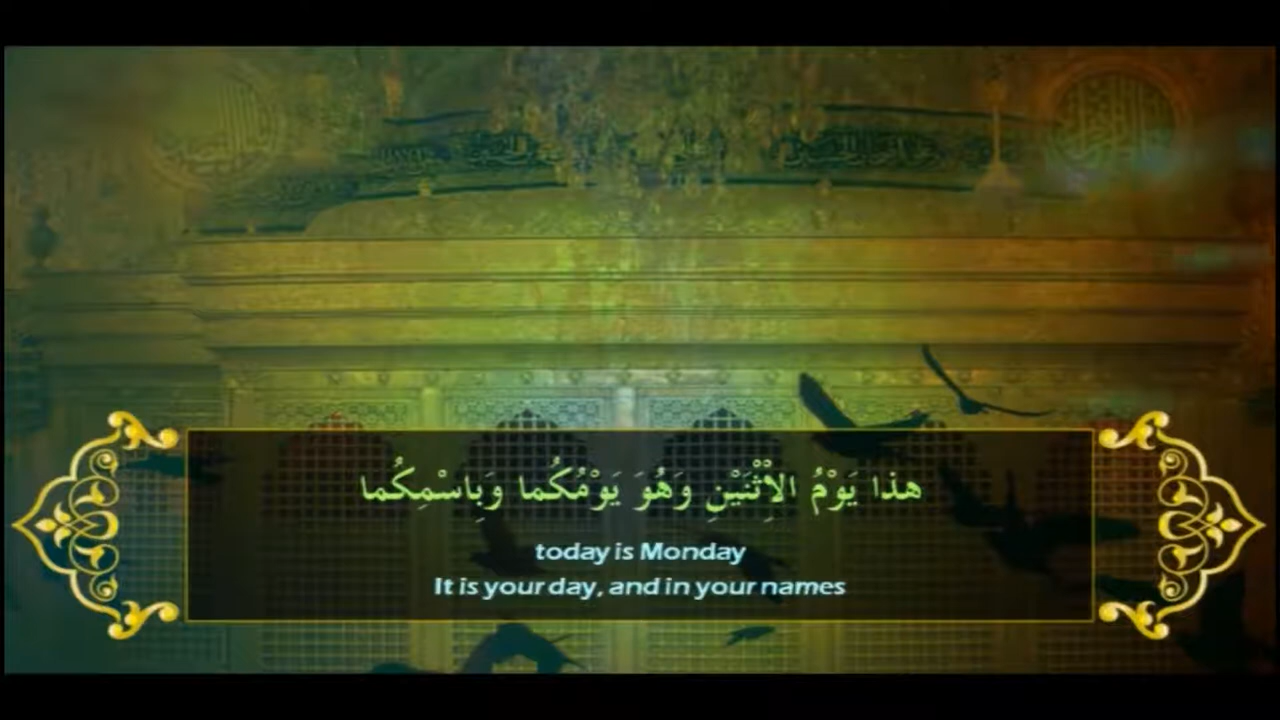 هذا يَوْمُ الاِْثْنَيْنِ وَهُوَ يَوْمُكُما وَبِاسْمِكُما
today is Monday
It is your day, and in your names